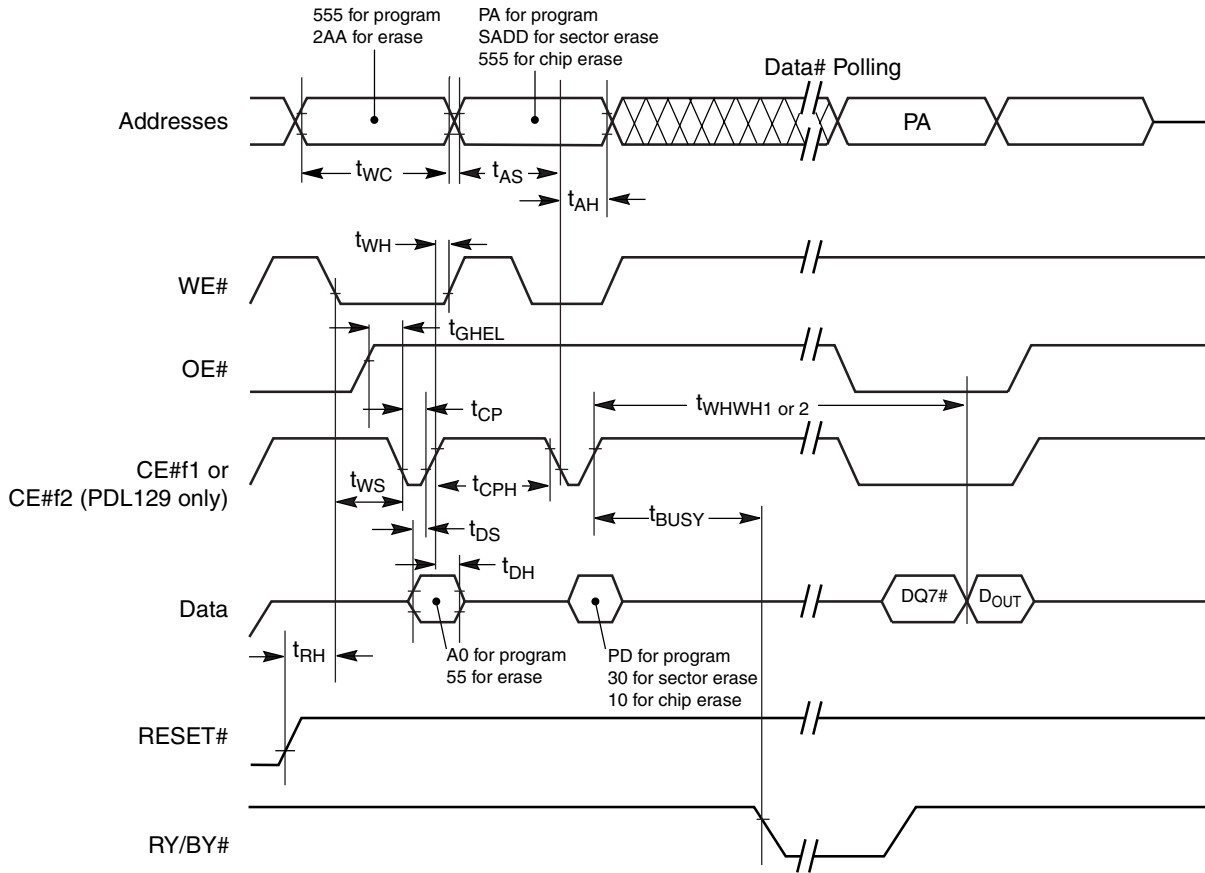 555 for program
2AA for erase
PA for program
SADD for sector erase
555 for chip erase
Data# Polling
Addresses
PA
tWC
tAS
tAH
tWH
WE#
tGHEL
OE#
tCP
tWHWH1 or 2
CE#f1 or
CE#f2 (PDL129 only)
tWS
tCPH
tBUSY
tDS
tDH
Data
DQ7#
DOUT
tRH
A0 for program
55 for erase
PD for program
30 for sector erase
10 for chip erase
RESET#
RY/BY#